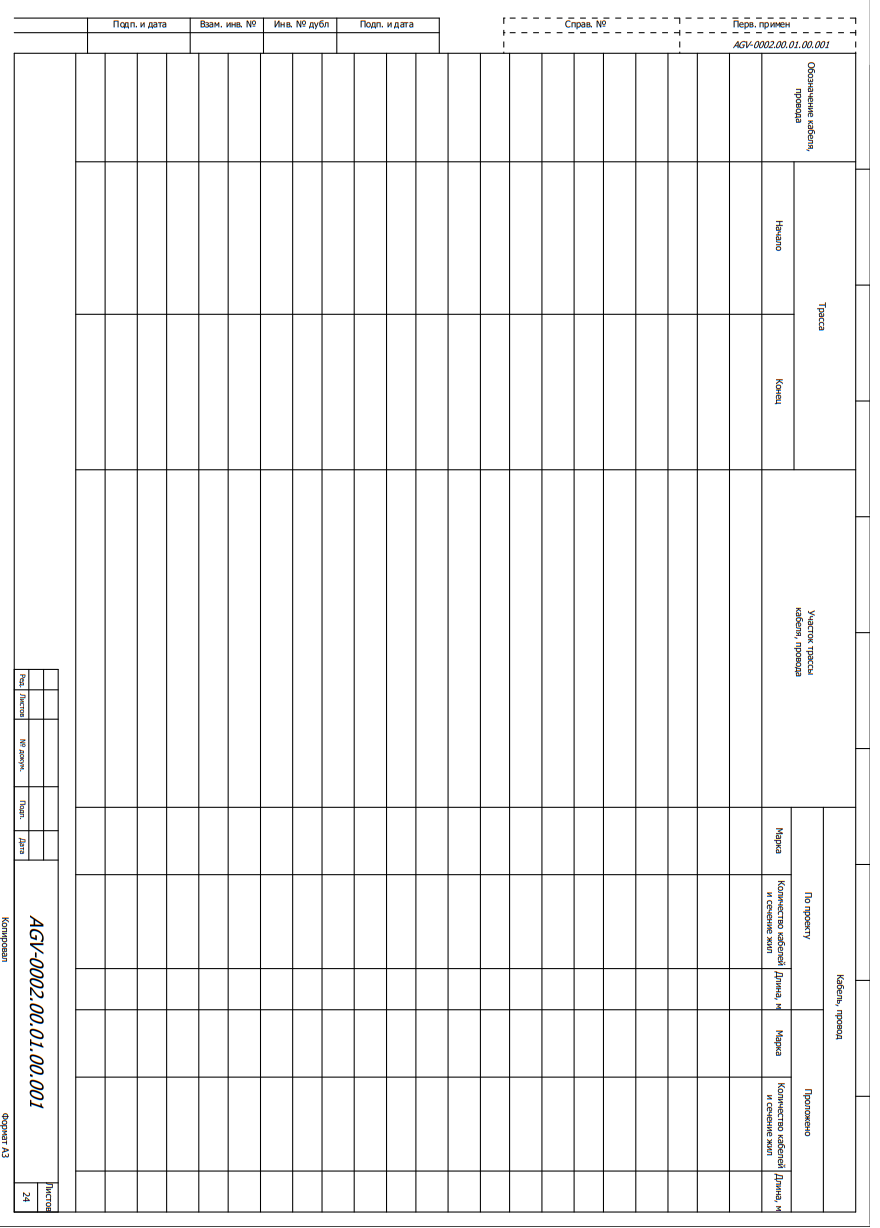 Подп. и дата
Взам. инв. №
Инв. № дубл
Подп. и дата
Справ. №
Перв. примен
AGV-0002.00.01.00.001
Обозначение кабеля,
провода
Трасса
Начало
Конец
Участок трассы
кабеля, провода
Кабель, провод
По проекту
Проложено
Марка
Количество кабелей
и сечение жил
Длина, м
Марка
Количество кабелей
и сечение жил
Длина, м
Ред.
Листов
№ докум.
Подп.
Дата
AGV-0002.00.01.00.001
Листов
24
Копировал
Формат А3